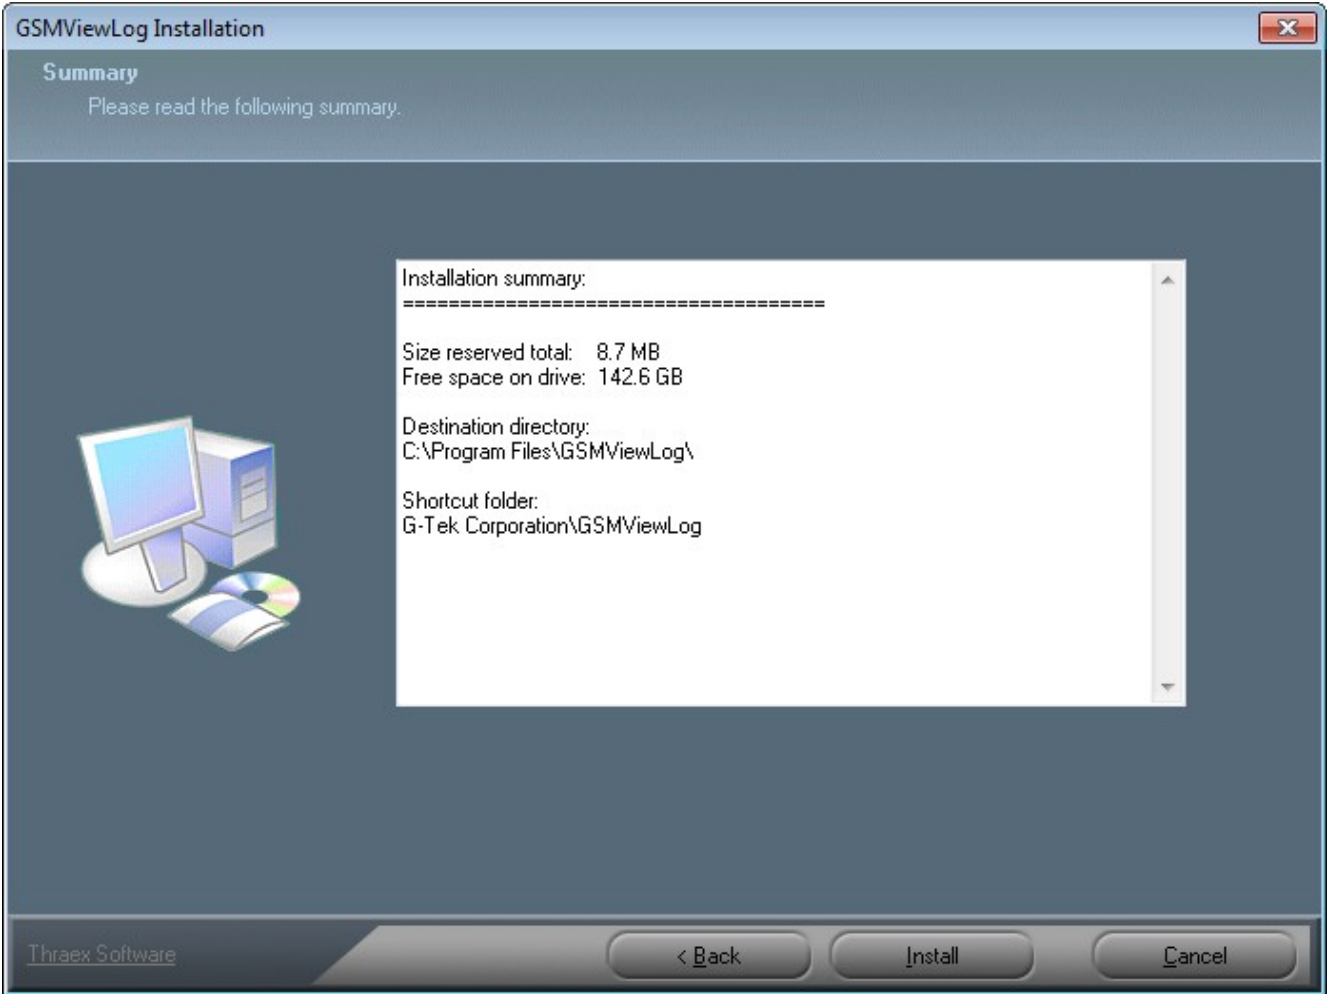 GSMViewLog Installation
Summary
Please read the following summary.
Installation summary:
=====================================
Size reserved total: 8.7 MB
Free space on drive: 142.6 GB
Destination directory:
C:\Program Files\GSMViewLog\
Shortcut folder:
G-Tek Corporation\GSMViewLog
Thraex Software
< Back
Install
Cancel